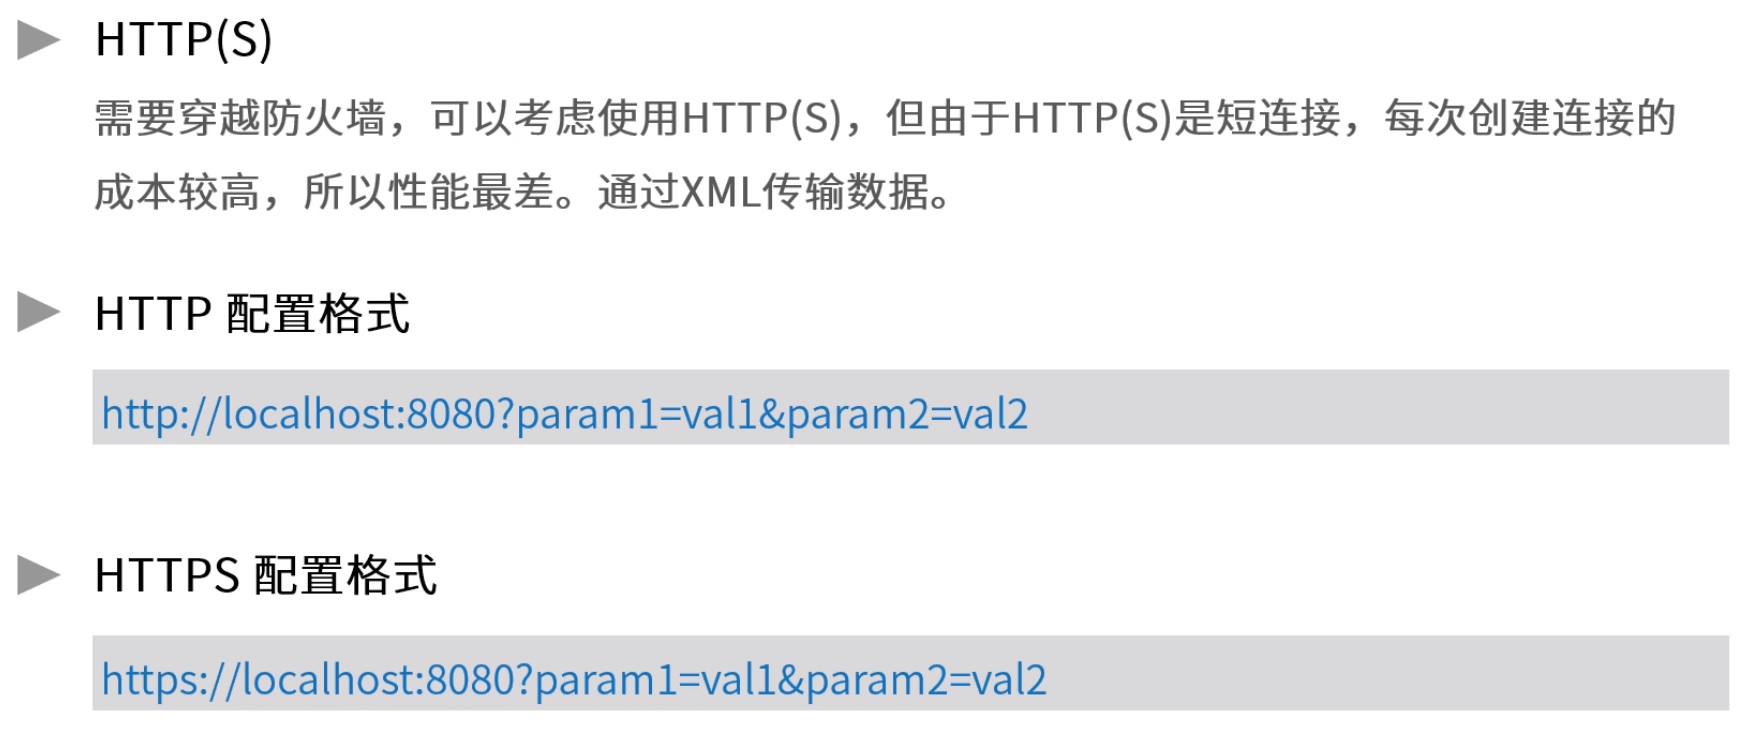 HTTP(S)
需要穿越防火墙，可以考虑使用HTTP(S)，但由于HTTP(S)是短连接，每次创建连接的
成本较高，所以性能最差。通过XML传输数据。
HTTP 配置格式
http://localhost:8080?param1=val1&param2=val2
HTTPS 配置格式
https://localhost:8080?param1=val1&param2=val2